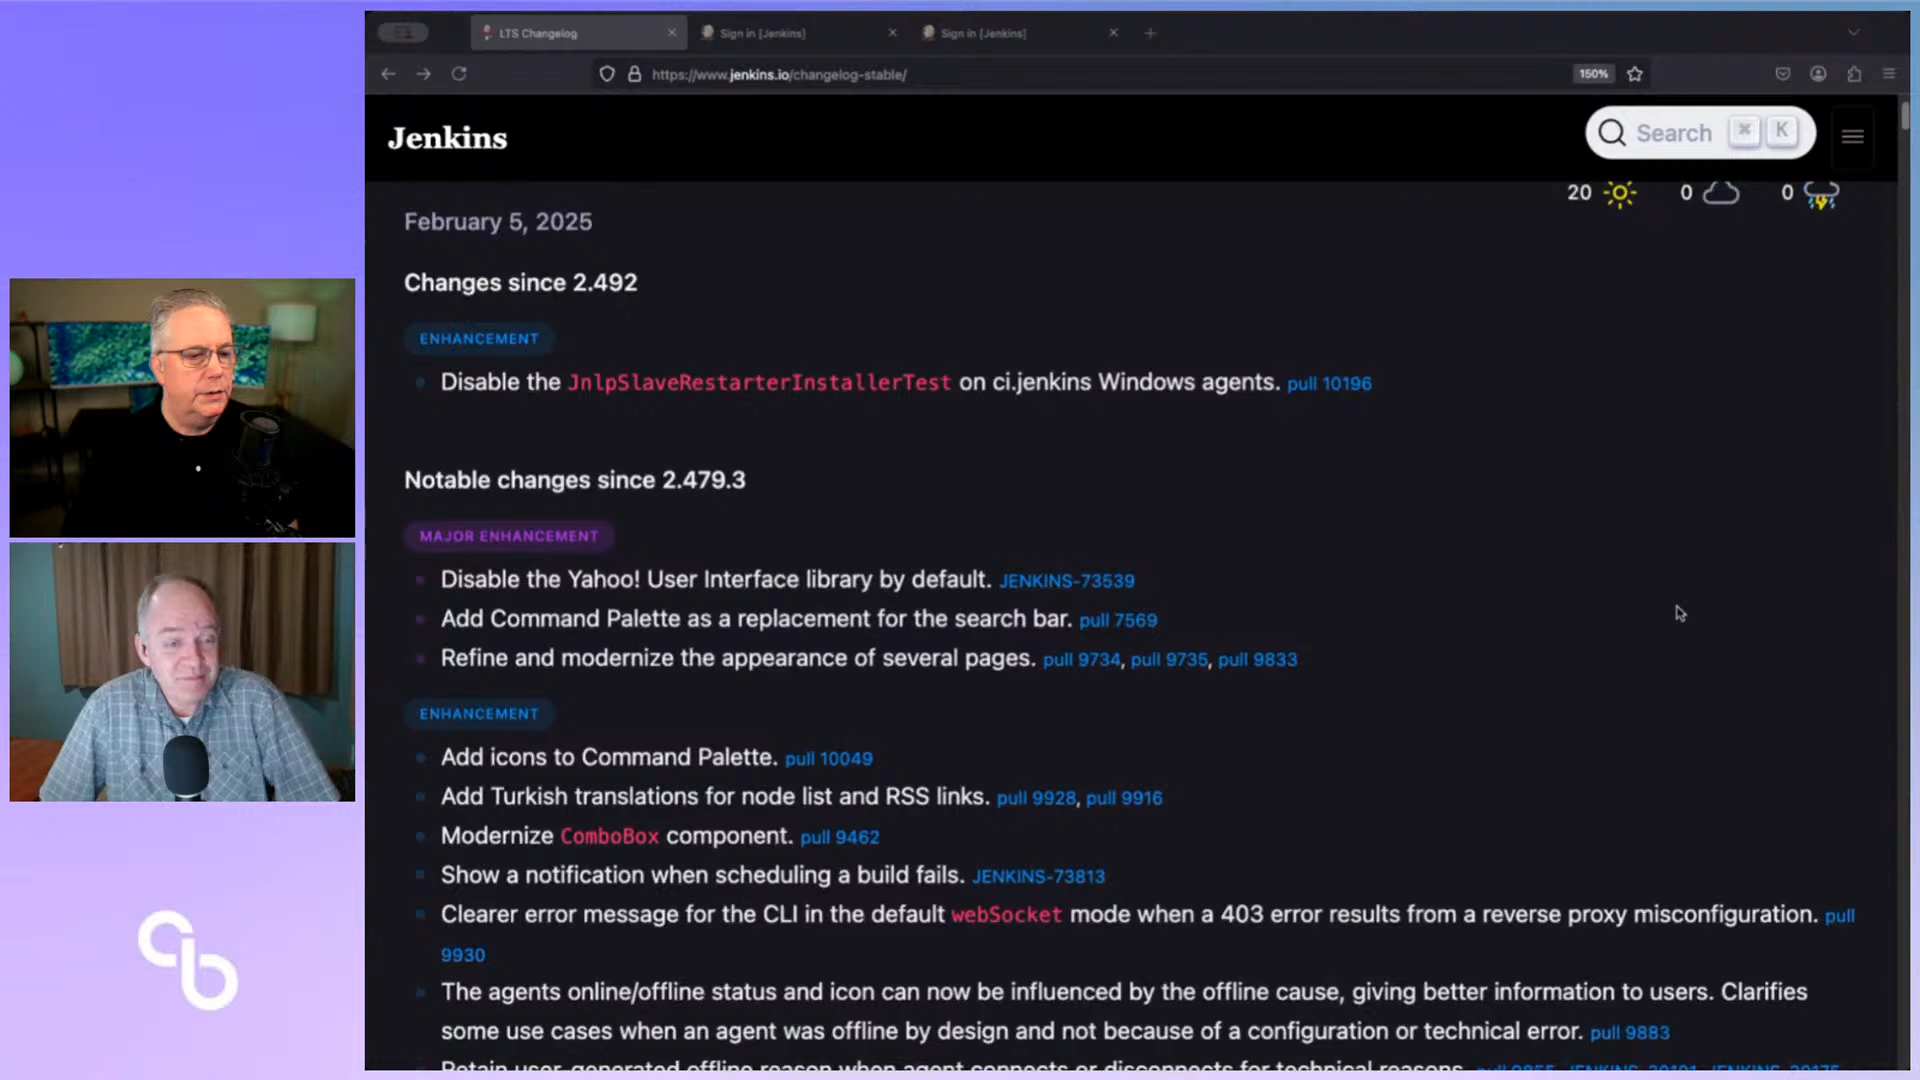 LTS Changelog
Sign in [Jenkins]
Sign in [Jenkins]
https://www.jenkins.io/changelog-stable/
150%
Jenkins
Search ⌘ K
20 0 0
February 5, 2025
Changes since 2.492
ENHANCEMENT
Disable the JnlpSlaveRestarterInstallerTest on ci.jenkins Windows agents. pull 10196
Notable changes since 2.479.3
MAJOR ENHANCEMENT
Disable the Yahoo! User Interface library by default. JENKINS-73539
Add Command Palette as a replacement for the search bar. pull 7569
Refine and modernize the appearance of several pages. pull 9734, pull 9735, pull 9833
ENHANCEMENT
Add icons to Command Palette. pull 10049
Add Turkish translations for node list and RSS links. pull 9928, pull 9916
Modernize ComboBox component. pull 9462
Show a notification when scheduling a build fails. JENKINS-73813
Clearer error message for the CLI in the default webSocket mode when a 403 error results from a reverse proxy misconfiguration. pull
9930
The agents online/offline status and icon can now be influenced by the offline cause, giving better information to users. Clarifies
some use cases when an agent was offline by design and not because of a configuration or technical error. pull 9883
Retain user-generated offline reason when agent connects or disconnects for technical reasons.